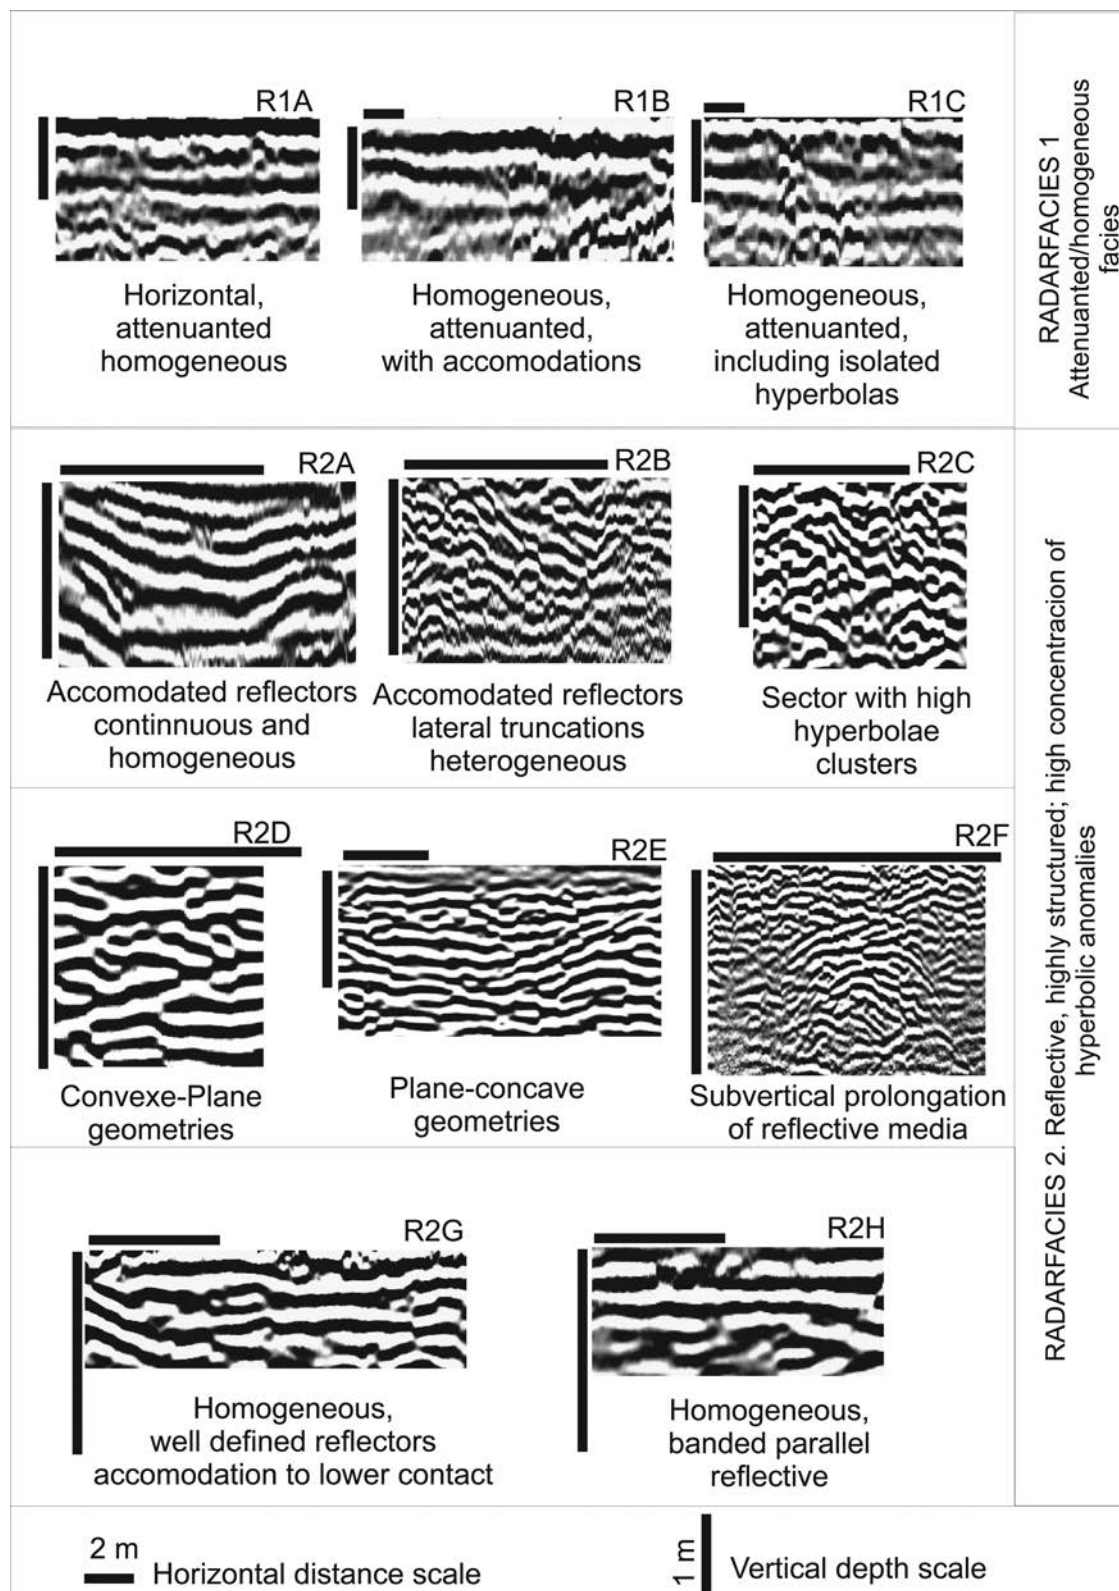 R1A
R1B
R1C
Horizontal,
attenuanted
homogeneous
Homogeneous,
attenuanted,
with accomodations
Homogeneous,
attenuanted,
including isolated
hyperbolas
RADARFACIES 1
Attenuanted/homogeneous
facies
R2A
R2B
R2C
Accomodated reflectors
continnuous and
homogeneous
Accomodated reflectors
lateral truncations
heterogeneous
Sector with high
hyperbolae
clusters
R2D
R2E
R2F
Convexe-Plane
geometries
Plane-concave
geometries
Subvertical prolongation
of reflective media
R2G
R2H
Homogeneous,
well defined reflectors
accomodation to lower contact
Homogeneous,
banded parallel
reflective
RADARFACIES 2. Reflective, highly structured; high concentracion of
hyperbolic anomalies
2 m
Horizontal distance scale
1 m
Vertical depth scale